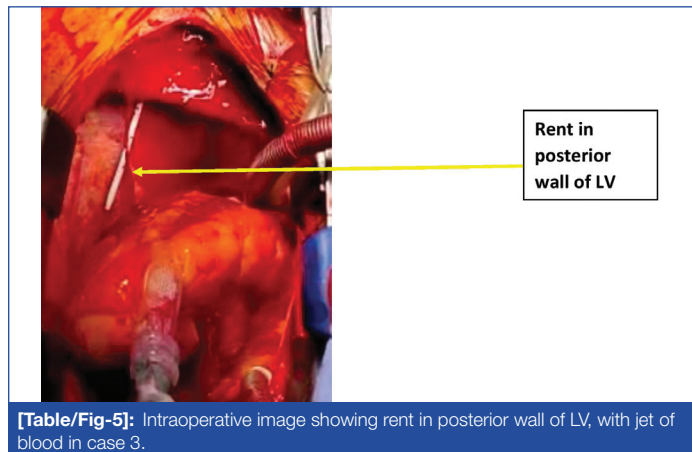 Rent in
posterior
wall of LV
[Table/Fig-5]: Intraoperative image showing rent in posterior wall of LV, with jet of
blood in case 3.